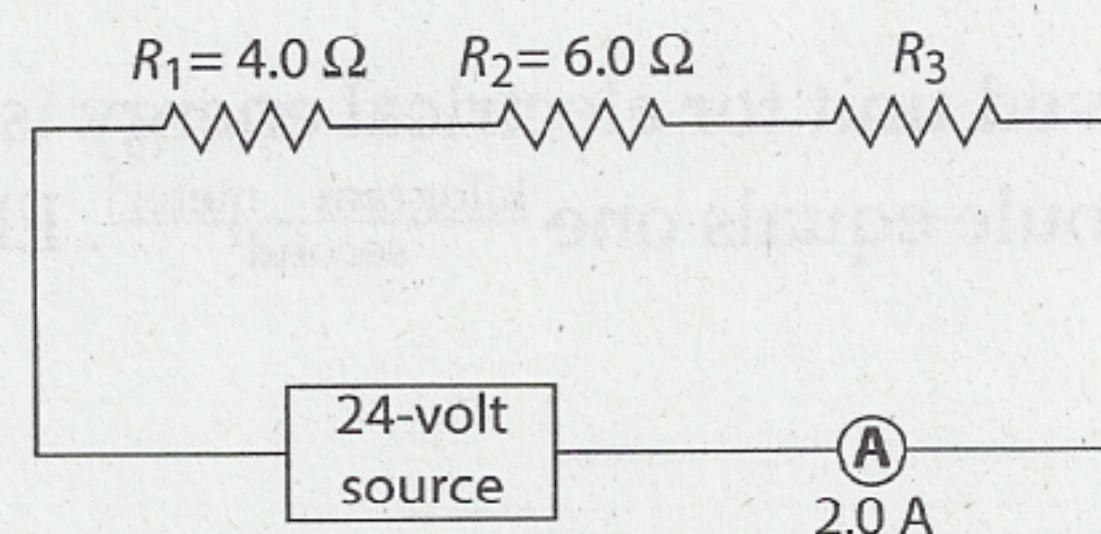 R₁= 4.0 Ω R₂= 6.0 Ω R₃
24-volt
source
A
2.0 A